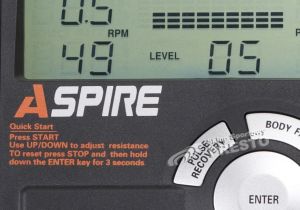 0.5
RPM
49 LEVEL 05
ASPIRE
Quick Start
Press START
Use UP/DOWN to adjust resistance
TO reset press STOP and then hold
down the ENTER key for 3 seconds
BODY
PULSE
RECOVERY
ENTER